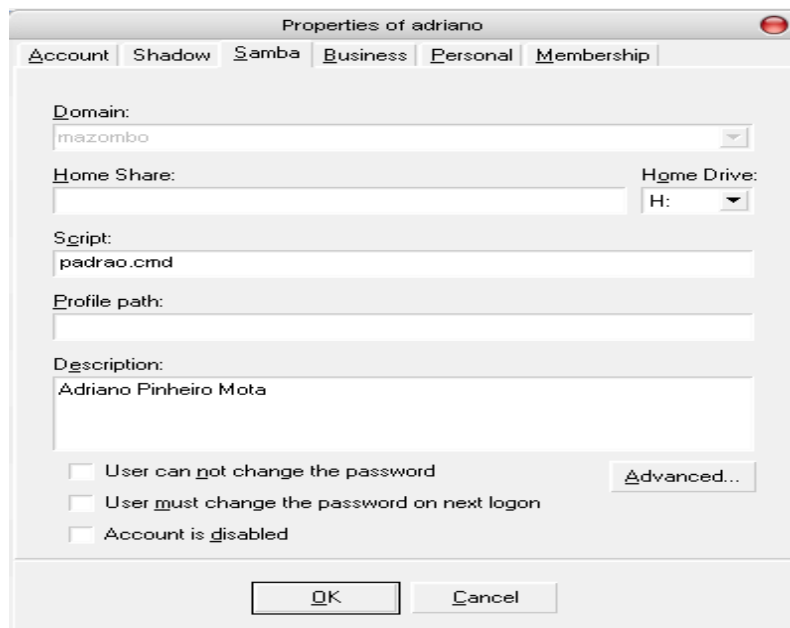 Properties of adriano
Account Shadow Samba Business Personal Membership
Domain:
mazombo
Home Share: Home Drive:
H:
Script:
padrao.cmd
Profile path:
Description:
Adriano Pinheiro Mota
User can not change the password
Advanced...
User must change the password on next logon
Account is disabled
OK Cancel